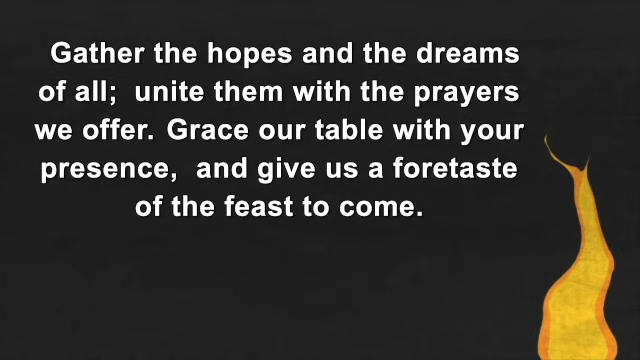 Gather the hopes and the dreams
of all; unite them with the prayers
we offer. Grace our table with your
presence, and give us a foretaste
of the feast to come.